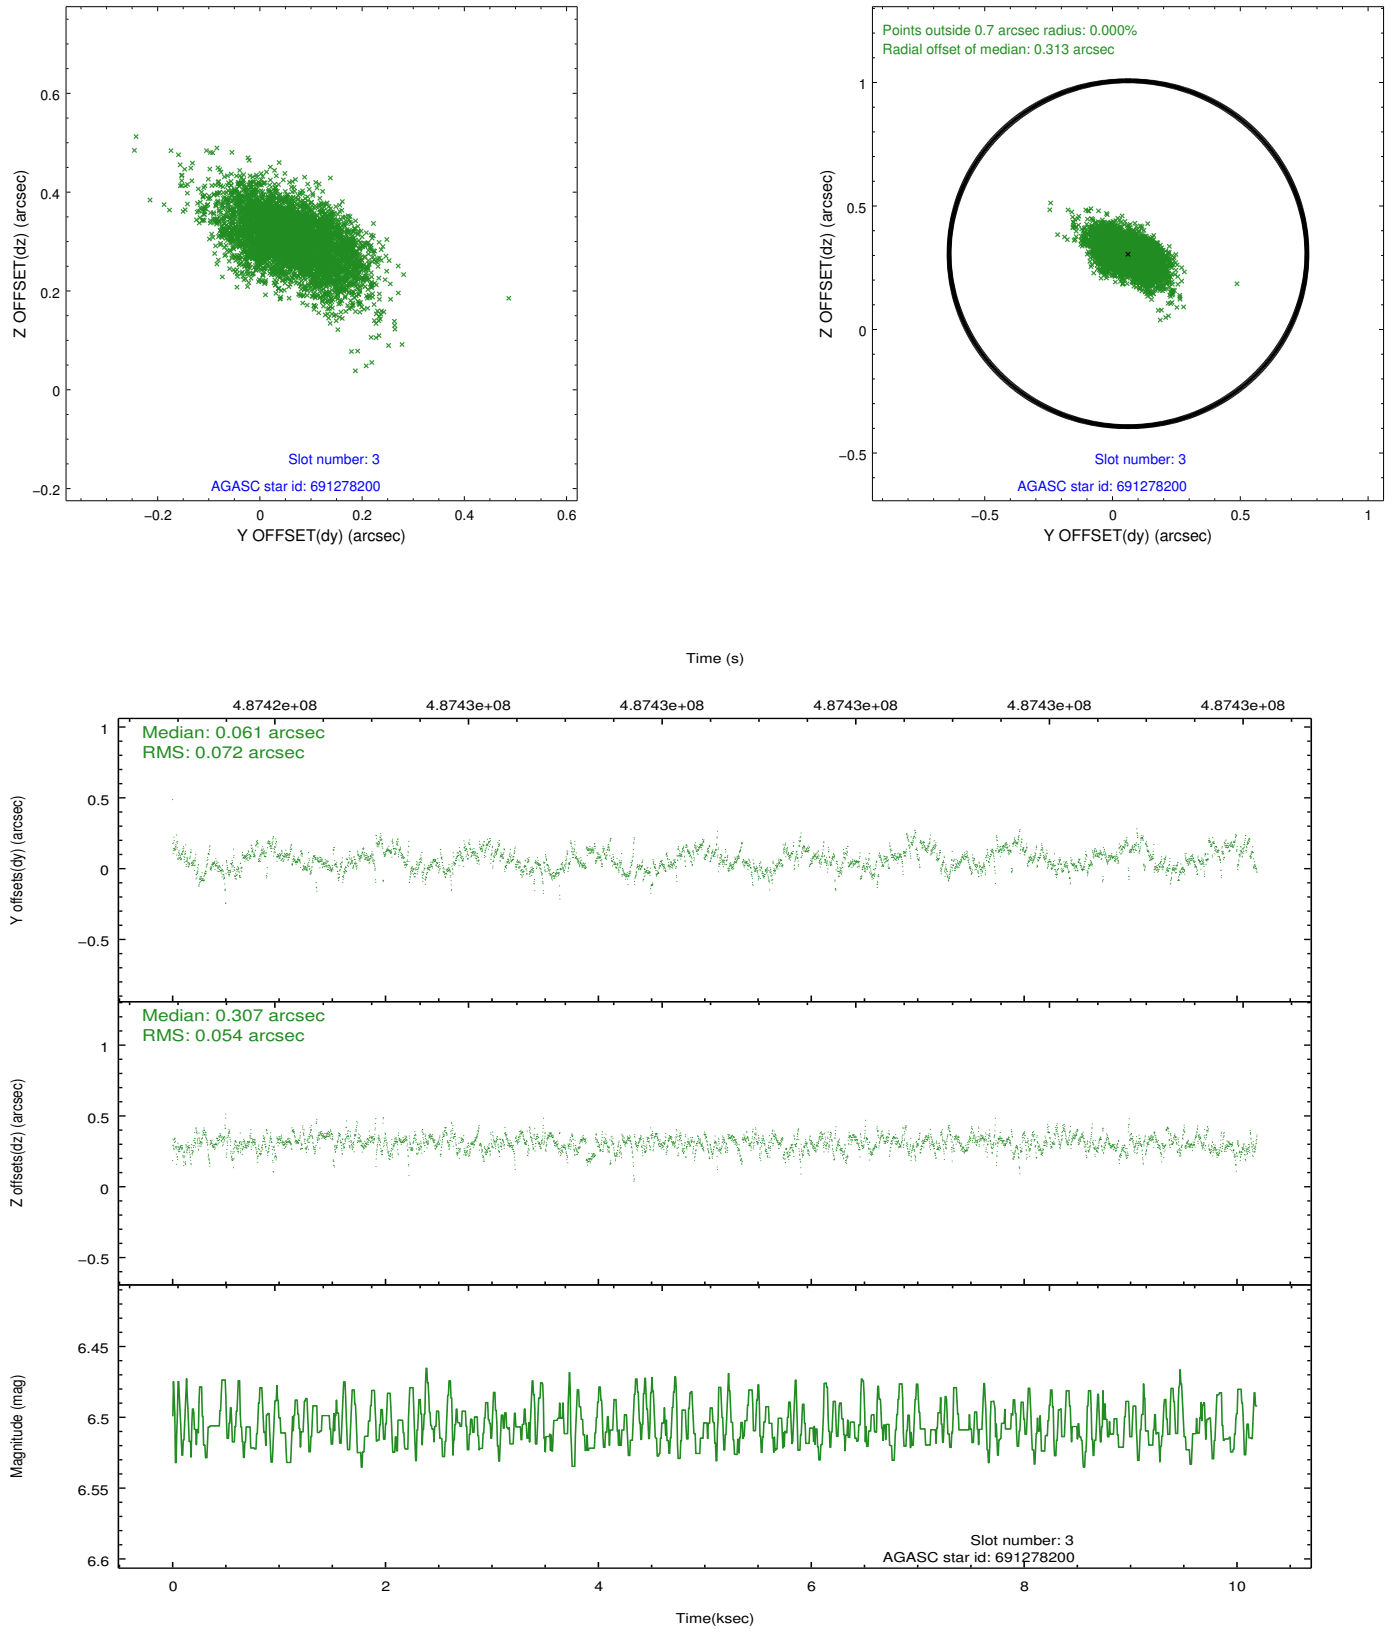 0.6
0.4
0.2
0
−0.2
Z OFFSET(dz) (arcsec)
Slot number: 3
AGASC star id: 691278200
−0.2 0 0.2 0.4 0.6
Y OFFSET(dy) (arcsec)
Points outside 0.7 arcsec radius: 0.000%
Radial offset of median: 0.313 arcsec
1
0.5
0
−0.5
Z OFFSET(dz) (arcsec)
Slot number: 3
AGASC star id: 691278200
−0.5 0 0.5 1
Y OFFSET(dy) (arcsec)
Time (s)
4.8742e+08 4.8743e+08 4.8743e+08 4.8743e+08 4.8743e+08 4.8743e+08
Median: 0.061 arcsec
RMS: 0.072 arcsec
1
0.5
0
−0.5
Y offsets(dy) (arcsec)
Median: 0.307 arcsec
RMS: 0.054 arcsec
1
0.5
0
−0.5
Z offsets(dz) (arcsec)
6.45
6.5
6.55
6.6
Magnitude (mag)
Slot number: 3
AGASC star id: 691278200
0 2 4 6 8 10
Time(ksec)